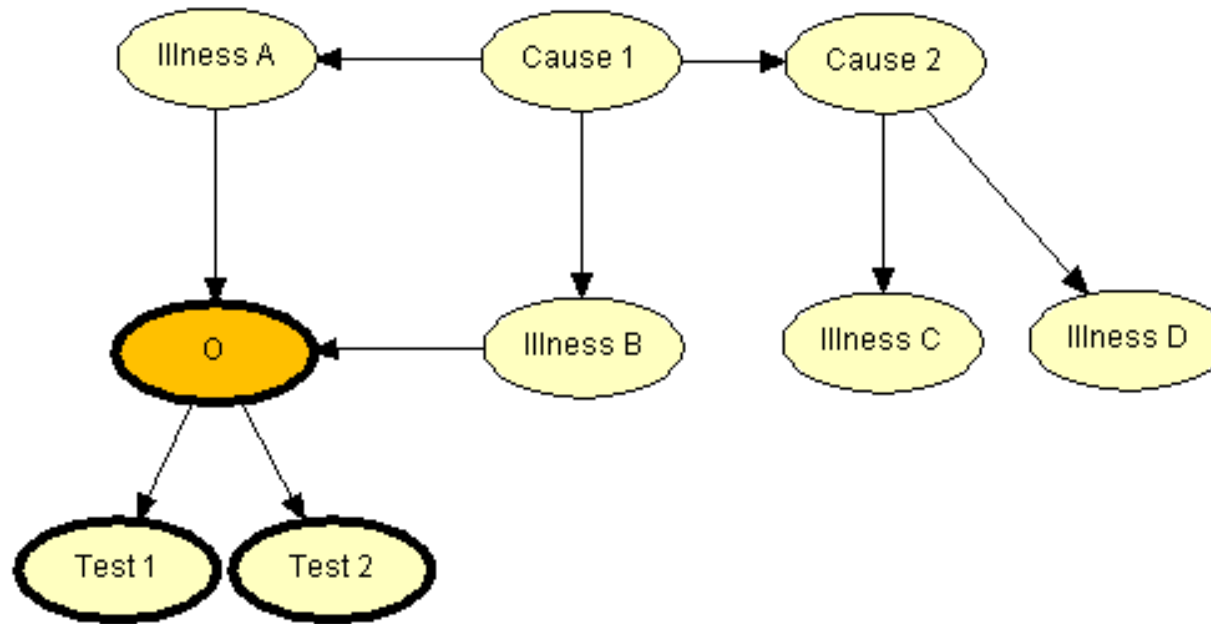 Illness A
Cause 1
Cause 2
O
Illness B
Illness C
Illness D
Test 1
Test 2